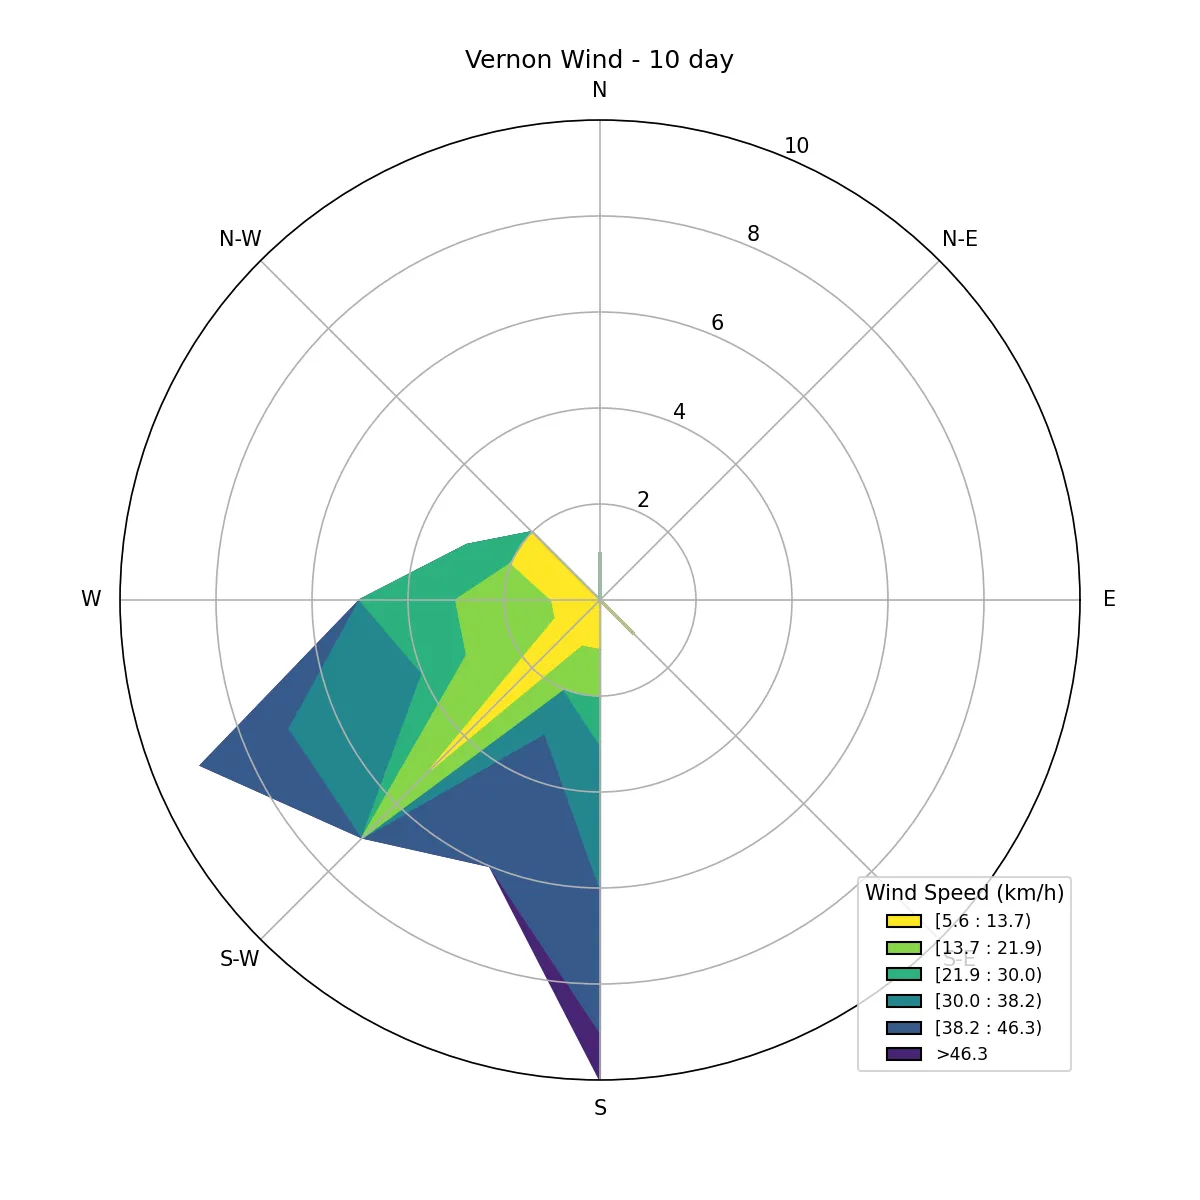 Vernon Wind - 10 day
N
10
N-W
8
N-E
6
4
2
W
E
Wind Speed (km/h)
[5.6 : 13.7)
[13.7 : 21.9)
S-W
S-E
[21.9 : 30.0)
[30.0 : 38.2)
[38.2 : 46.3)
>46.3
S